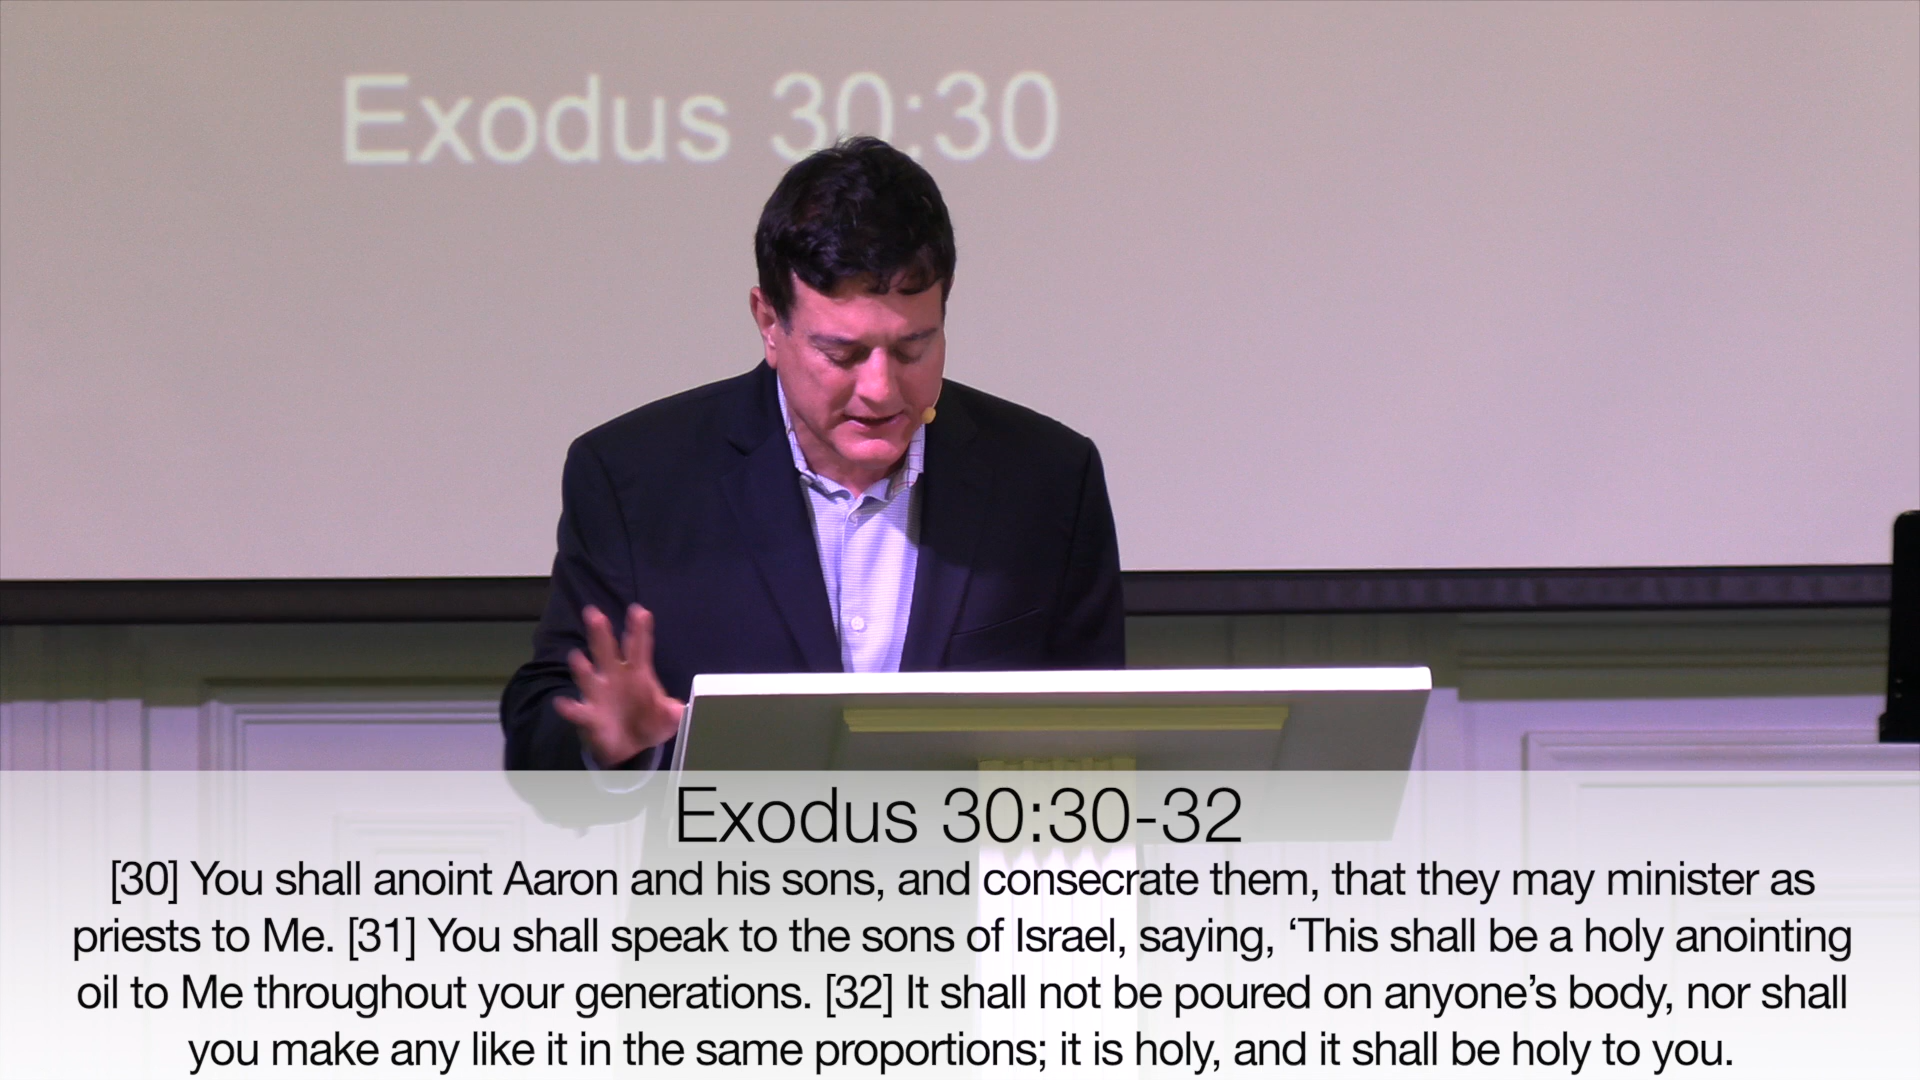 Exodus 30:30
Exodus 30:30-32
[30] You shall anoint Aaron and his sons, and consecrate them, that they may minister as
priests to Me. [31] You shall speak to the sons of Israel, saying, ‘This shall be a holy anointing
oil to Me throughout your generations. [32] It shall not be poured on anyone’s body, nor shall
you make any like it in the same proportions; it is holy, and it shall be holy to you.